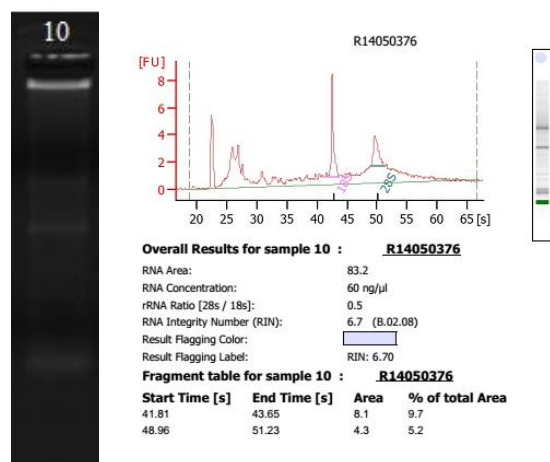 10
R14050376
[FU]
8
6
4
2
0
18S
28S
20 25 30 35 40 45 50 55 60 65 [s]
Overall Results for sample 10 : R14050376
RNA Area: 83.2
RNA Concentration: 60 ng/µl
rRNA Ratio [28s / 18s]: 0.5
RNA Integrity Number (RIN): 6.7 (B.02.08)
Result Flagging Color:
Result Flagging Label: RIN: 6.70
Fragment table for sample 10 : R14050376
Start Time [s] End Time [s] Area % of total Area
41.81 43.65 8.1 9.7
48.96 51.23 4.3 5.2